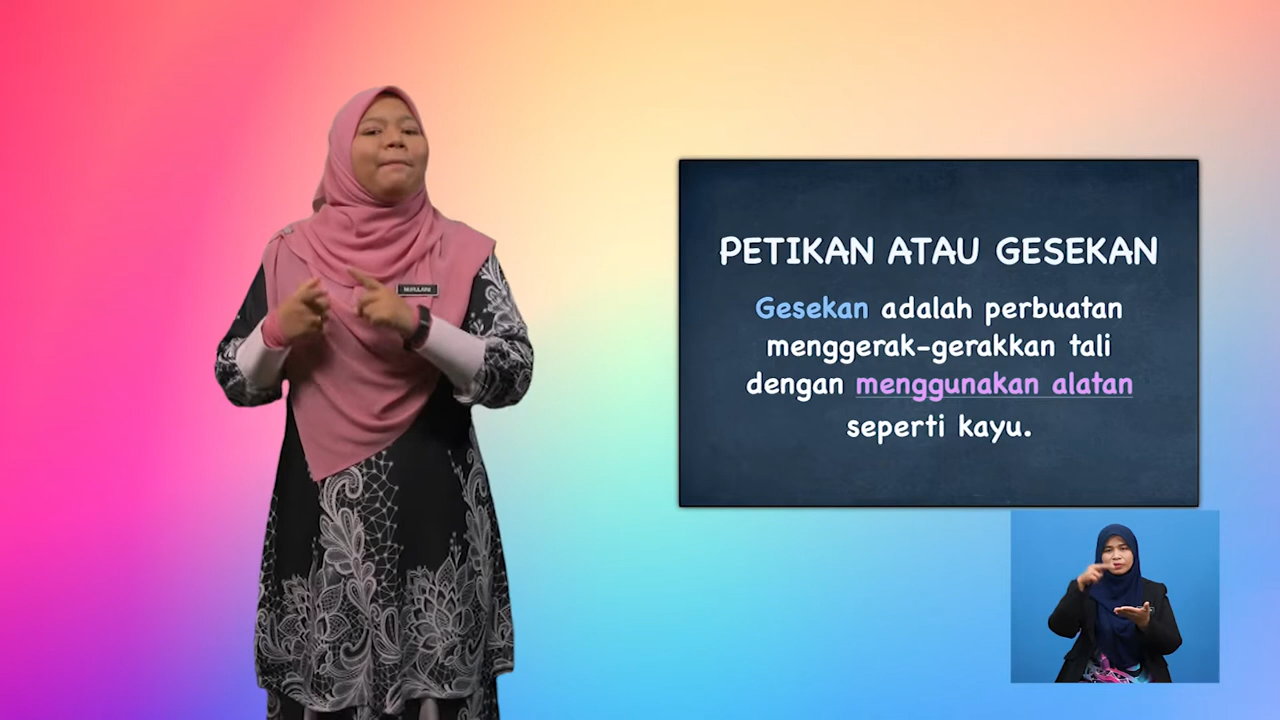 PETIKAN ATAU GESEKAN
Gesekan adalah perbuatan
menggerak-gerakkan tali
dengan menggunakan alatan
seperti kayu.